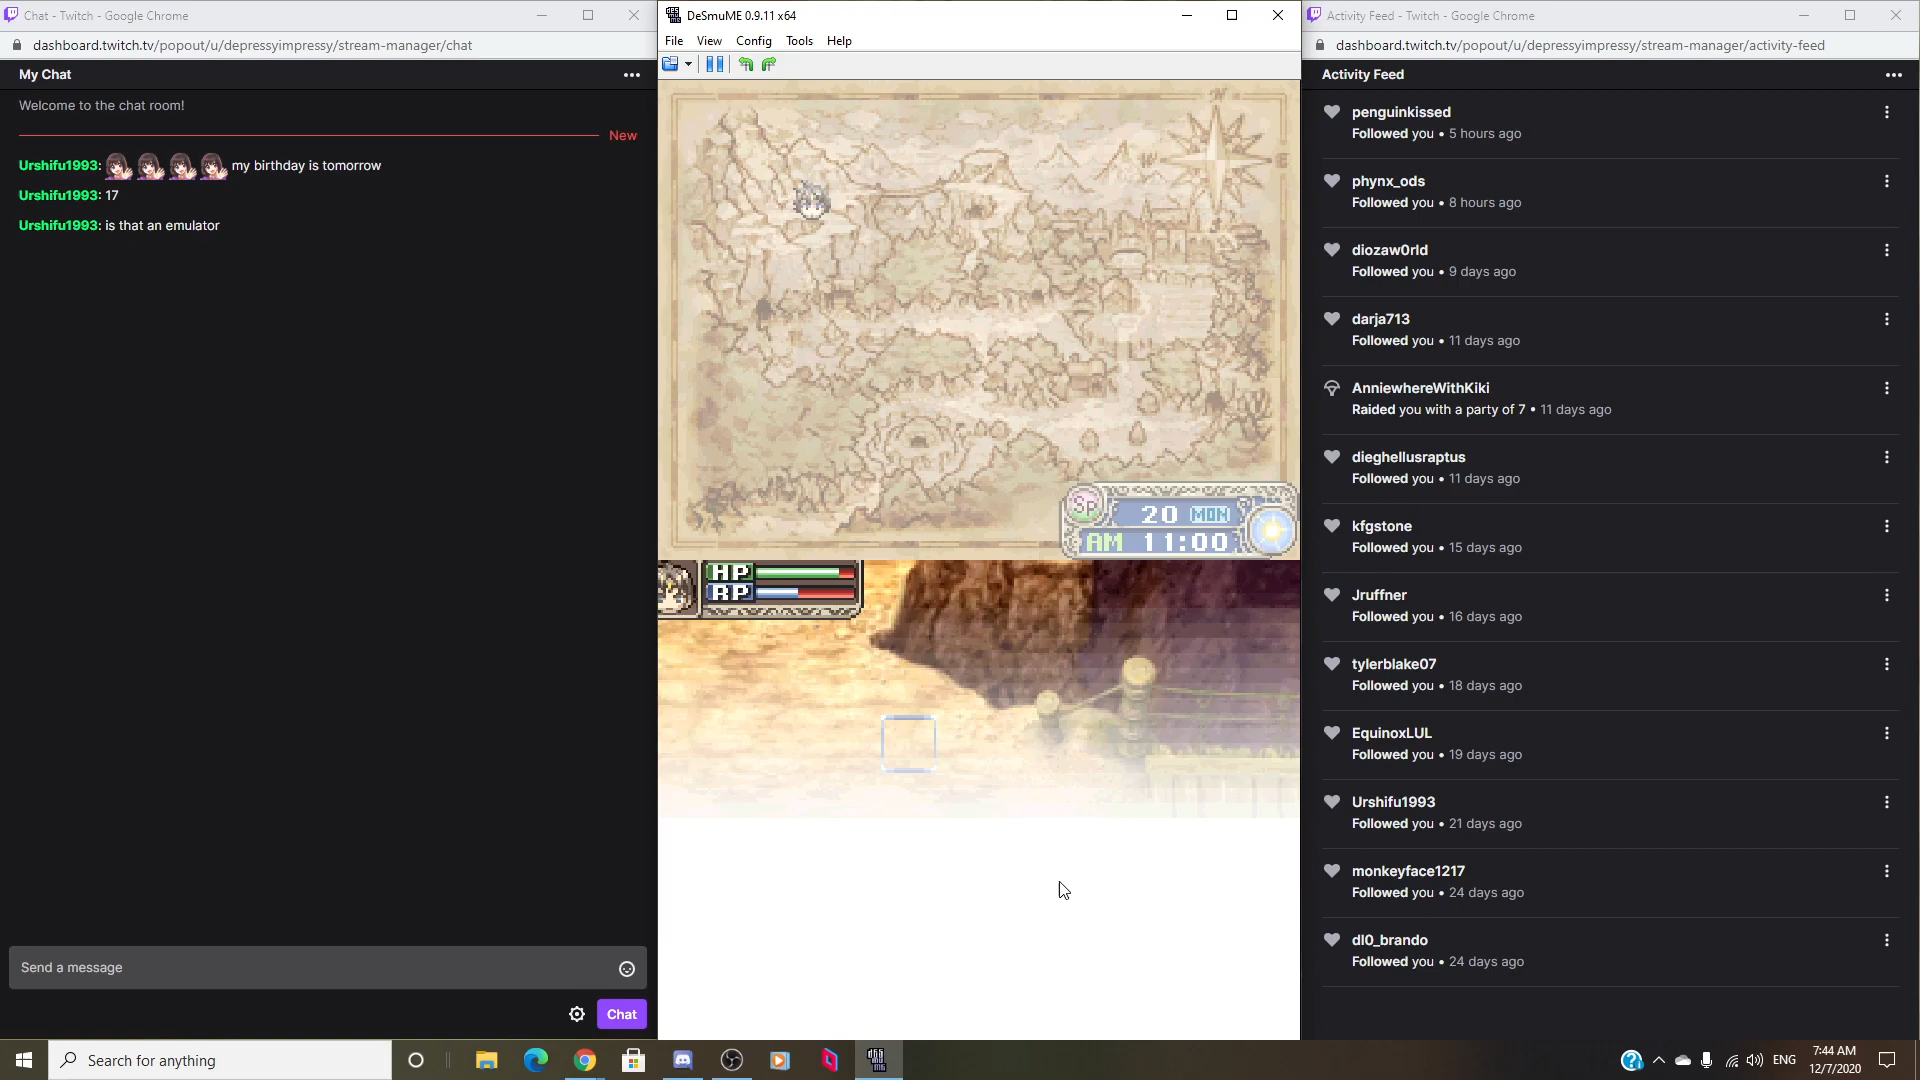 Chat - Twitch - Google Chrome
dashboard.twitch.tv/popout/u/depressyimpressy/stream-manager/chat
My Chat
Welcome to the chat room!
New
Urshifu1993: my birthday is tomorrow
Urshifu1993: 17
Urshifu1993: is that an emulator
Send a message
Chat
DeSmuME 0.9.11 x64
File View Config Tools Help
Sp 20 MON
AM 11:00
HP
RP
Activity Feed - Twitch - Google Chrome
dashboard.twitch.tv/popout/u/depressyimpressy/stream-manager/activity-feed
Activity Feed
penguinkissed
Followed you • 5 hours ago
phynx_ods
Followed you • 8 hours ago
diozaw0rld
Followed you • 9 days ago
darja713
Followed you • 11 days ago
AnniewhereWithKiki
Raided you with a party of 7 • 11 days ago
dieghellusraptus
Followed you • 11 days ago
kfgstone
Followed you • 15 days ago
Jruffner
Followed you • 16 days ago
tylerblake07
Followed you • 18 days ago
EquinoxLUL
Followed you • 19 days ago
Urshifu1993
Followed you • 21 days ago
monkeyface1217
Followed you • 24 days ago
dl0_brando
Followed you • 24 days ago
Search for anything
ENG
7:44 AM
12/7/2020